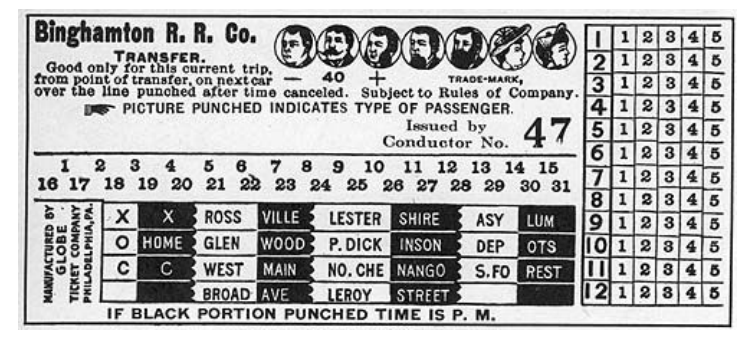 Binghamton R. R. Co.
TRANSFER.
Good only for this current trip,
from point of transfer, on next car
over the line punched after time canceled. Subject to Rules of Company.
— 40 +
TRADE-MARK,
PICTURE PUNCHED INDICATES TYPE OF PASSENGER.
Issued by
Conductor No. 47
1 2 3 4 5 6 7 8 9 10 11 12 13 14 15
16 17 18 19 20 21 22 23 24 25 26 27 28 29 30 31
MANUFACTURED BY
GLOBE
TICKET COMPANY
PHILADELPHIA, PA.
X X ROSS VILLE LESTER SHIRE ASY LUM
O HOME GLEN WOOD P. DICK INSON DEP OTS
C C WEST MAIN NO. CHE NANGO S. FO REST
BROAD AVE LEROY STREET
IF BLACK PORTION PUNCHED TIME IS P. M.
1 1 2 3 4 5
2 1 2 3 4 5
3 1 2 3 4 5
4 1 2 3 4 5
5 1 2 3 4 5
6 1 2 3 4 5
7 1 2 3 4 5
8 1 2 3 4 5
9 1 2 3 4 5
10 1 2 3 4 5
11 1 2 3 4 5
12 1 2 3 4 5